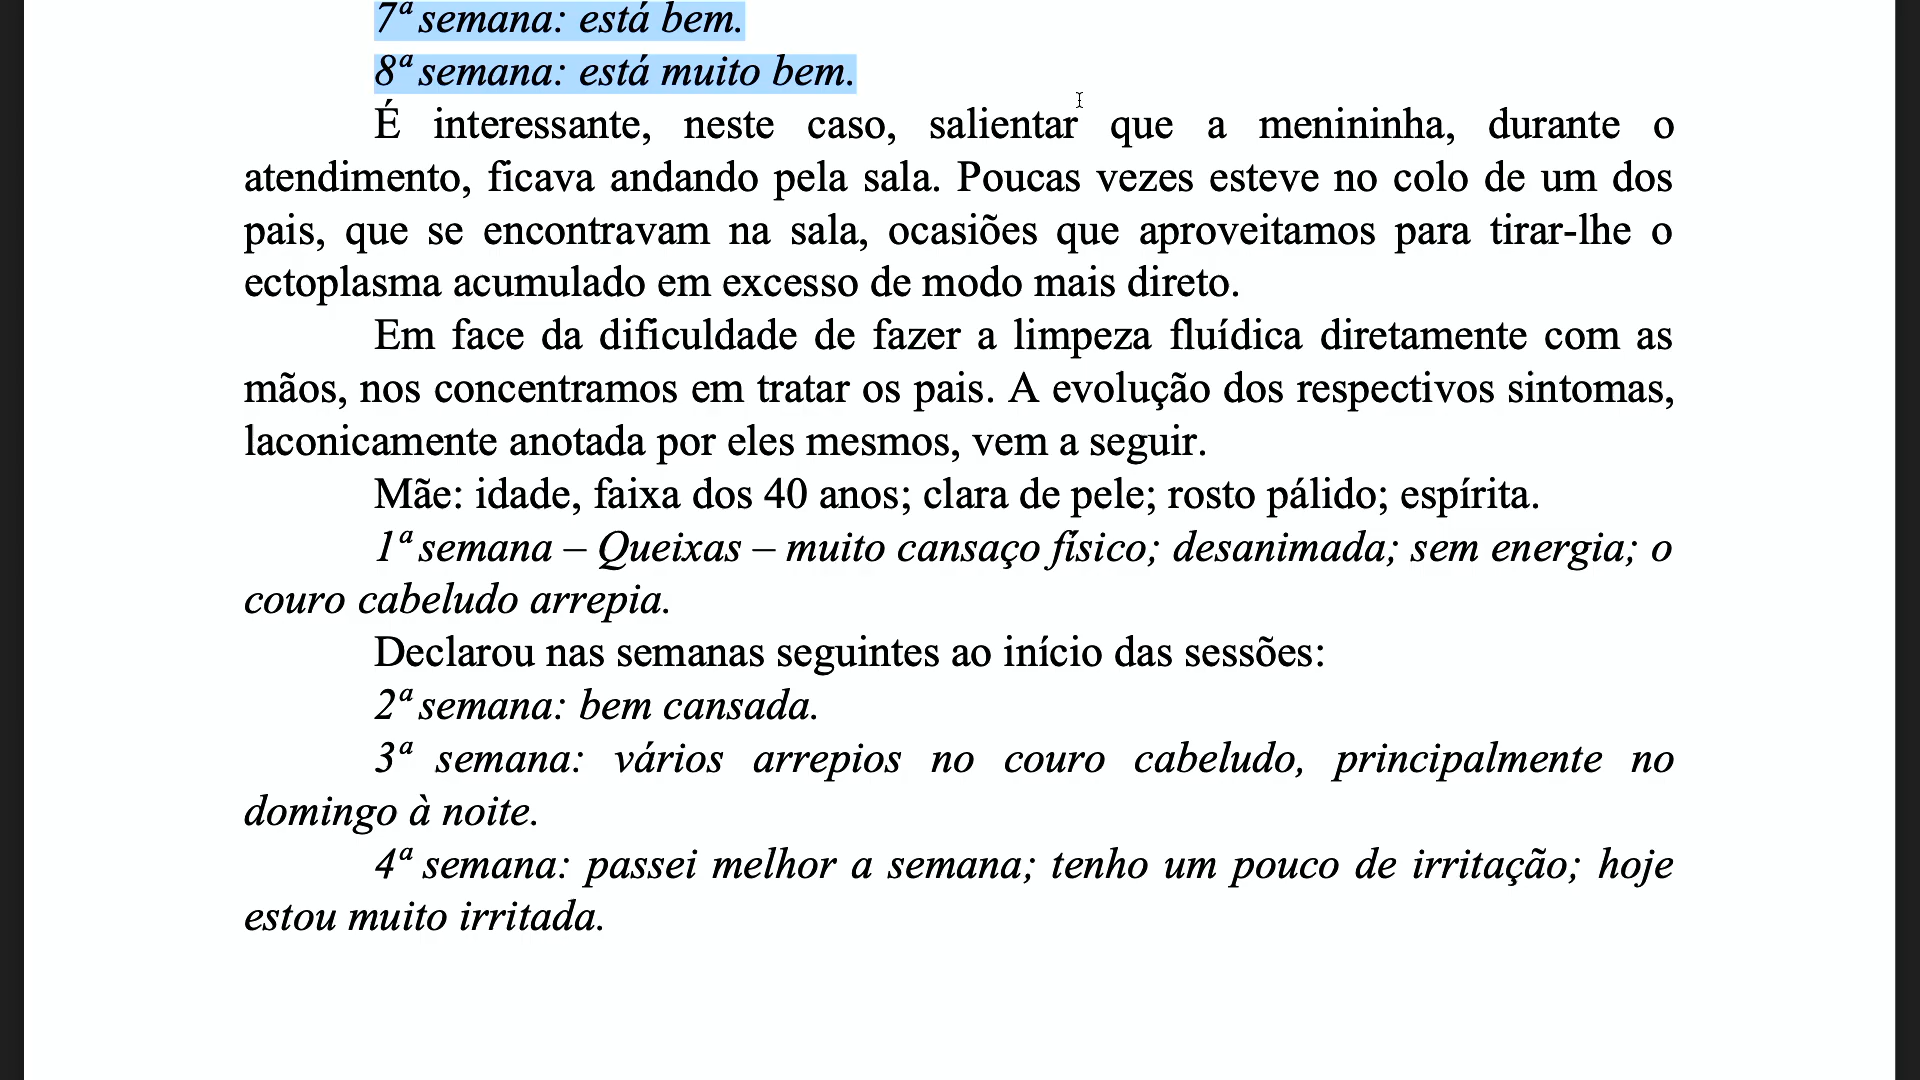 7ª semana: está bem.
8ª semana: está muito bem.
É interessante, neste caso, salientar que a menininha, durante o
atendimento, ficava andando pela sala. Poucas vezes esteve no colo de um dos
pais, que se encontravam na sala, ocasiões que aproveitamos para tirar-lhe o
ectoplasma acumulado em excesso de modo mais direto.
Em face da dificuldade de fazer a limpeza fluídica diretamente com as
mãos, nos concentramos em tratar os pais. A evolução dos respectivos sintomas,
laconicamente anotada por eles mesmos, vem a seguir.
Mãe: idade, faixa dos 40 anos; clara de pele; rosto pálido; espírita.
1ª semana – Queixas – muito cansaço físico; desanimada; sem energia; o
couro cabeludo arrepia.
Declarou nas semanas seguintes ao início das sessões:
2ª semana: bem cansada.
3ª semana: vários arrepios no couro cabeludo, principalmente no
domingo à noite.
4ª semana: passei melhor a semana; tenho um pouco de irritação; hoje
estou muito irritada.